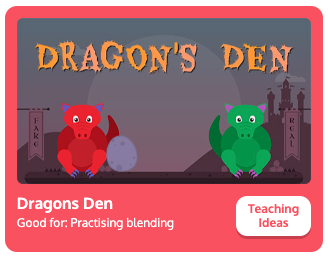 DRAGON'S DEN
FAKE
REAL
Dragons Den
Good for: Practising blending
Teaching
Ideas